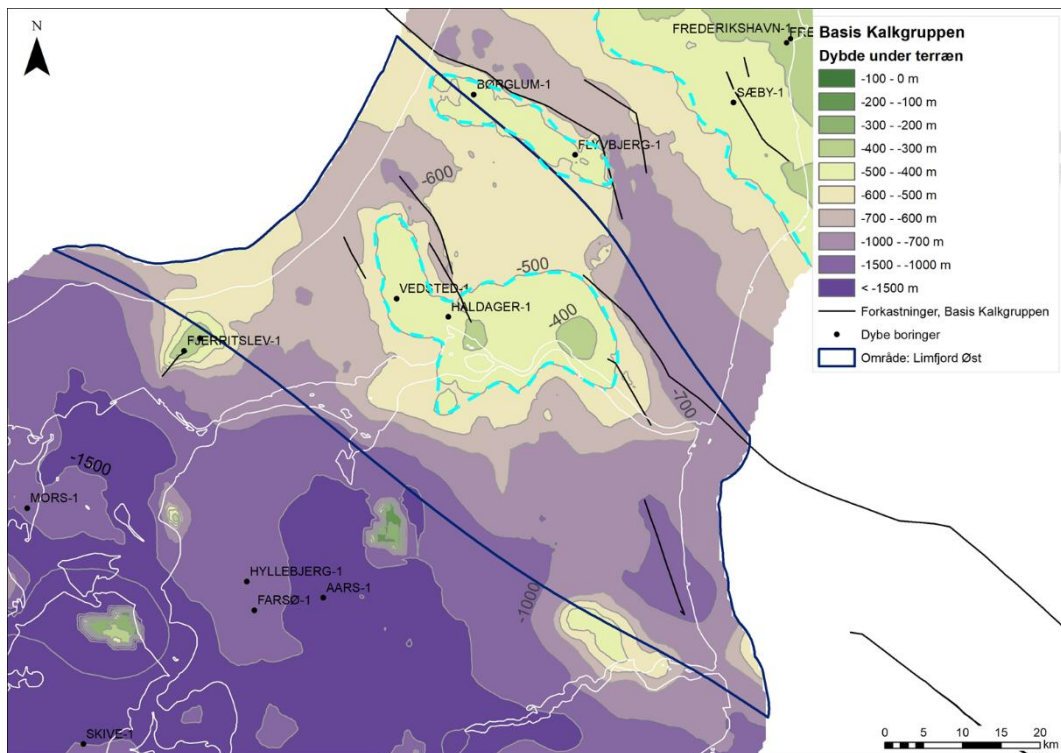 N
FREDERIKSHAVN-1
BØRGLUM-1
SÆBY-1
FLYVBJERG-1
-600
-500
VEDSTED-1
HALDAGER-1
-400
FJERRITSLEV-1
-700
-1500
MORS-1
HYLLEBJERG-1
AARS-1
FARSØ-1
-1000
SKIVE-1
Basis Kalkgruppen
Dybde under terræn
-100 - 0 m
-200 - -100 m
-300 - -200 m
-400 - -300 m
-500 - -400 m
-600 - -500 m
-700 - -600 m
-1000 - -700 m
-1500 - -1000 m
< -1500 m
Forkastninger, Basis Kalkgruppen
Dybe boringer
Område: Limfjord Øst
0 5 10 15 20
km